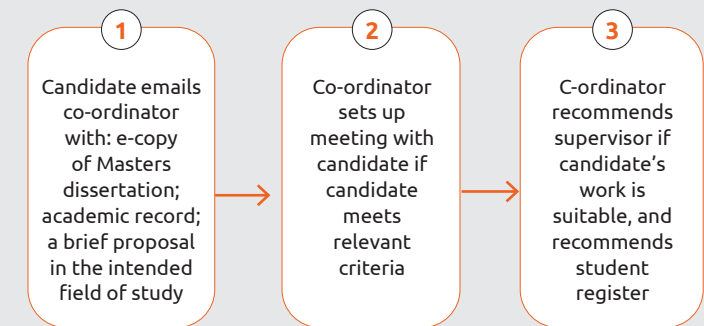 1
Candidate emails
co-ordinator
with: e-copy
of Masters
dissertation;
academic record;
a brief proposal
in the intended
field of study
2
Co-ordinator
sets up
meeting with
candidate if
candidate
meets
relevant
criteria
3
C-ordinator
recommends
supervisor if
candidate’s
work is
suitable, and
recommends
student
register